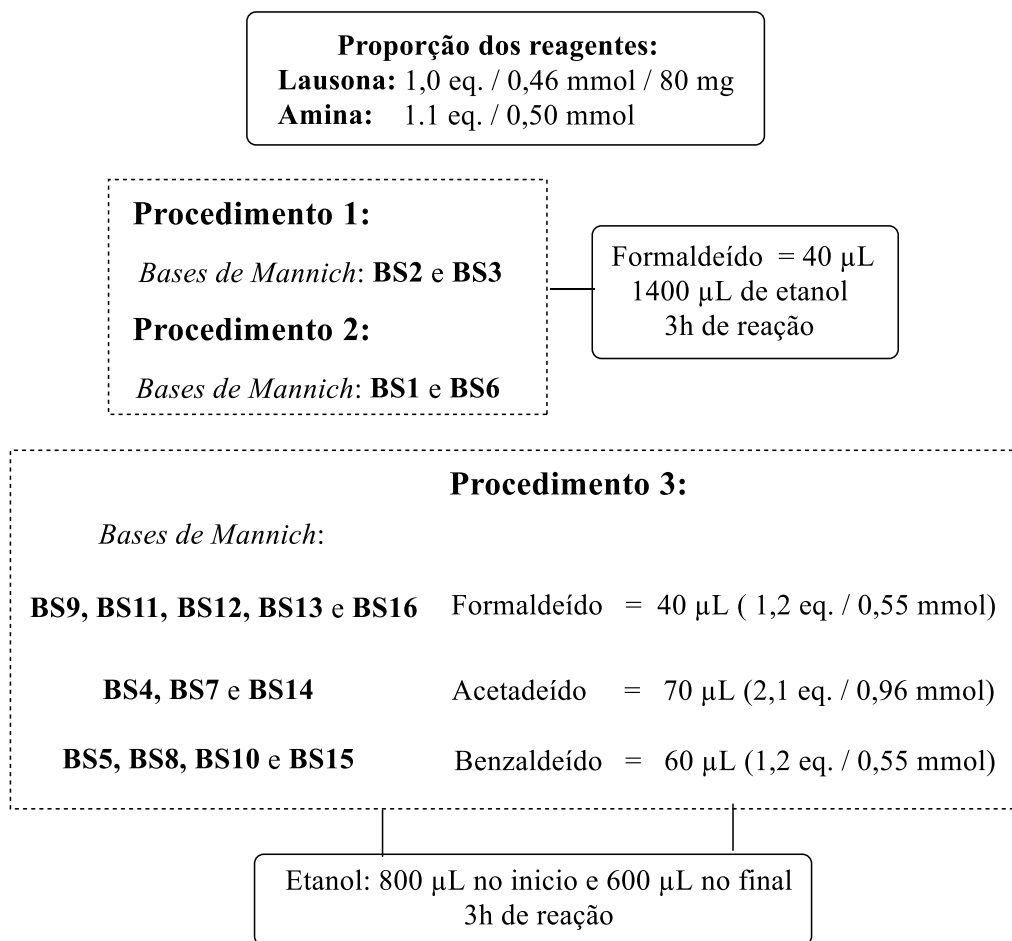 Proporção dos reagentes:
Lausona: 1,0 eq. / 0,46 mmol / 80 mg
Amina: 1.1 eq. / 0,50 mmol
Procedimento 1:
Bases de Mannich: BS2 e BS3
Procedimento 2:
Bases de Mannich: BS1 e BS6
Formaldeído = 40 µL
1400 µL de etanol
3h de reação
Procedimento 3:
Bases de Mannich:
BS9, BS11, BS12, BS13 e BS16 Formaldeído = 40 µL ( 1,2 eq. / 0,55 mmol)
BS4, BS7 e BS14 Acetadeído = 70 µL (2,1 eq. / 0,96 mmol)
BS5, BS8, BS10 e BS15 Benzaldeído = 60 µL (1,2 eq. / 0,55 mmol)
Etanol: 800 µL no inicio e 600 µL no final
3h de reação